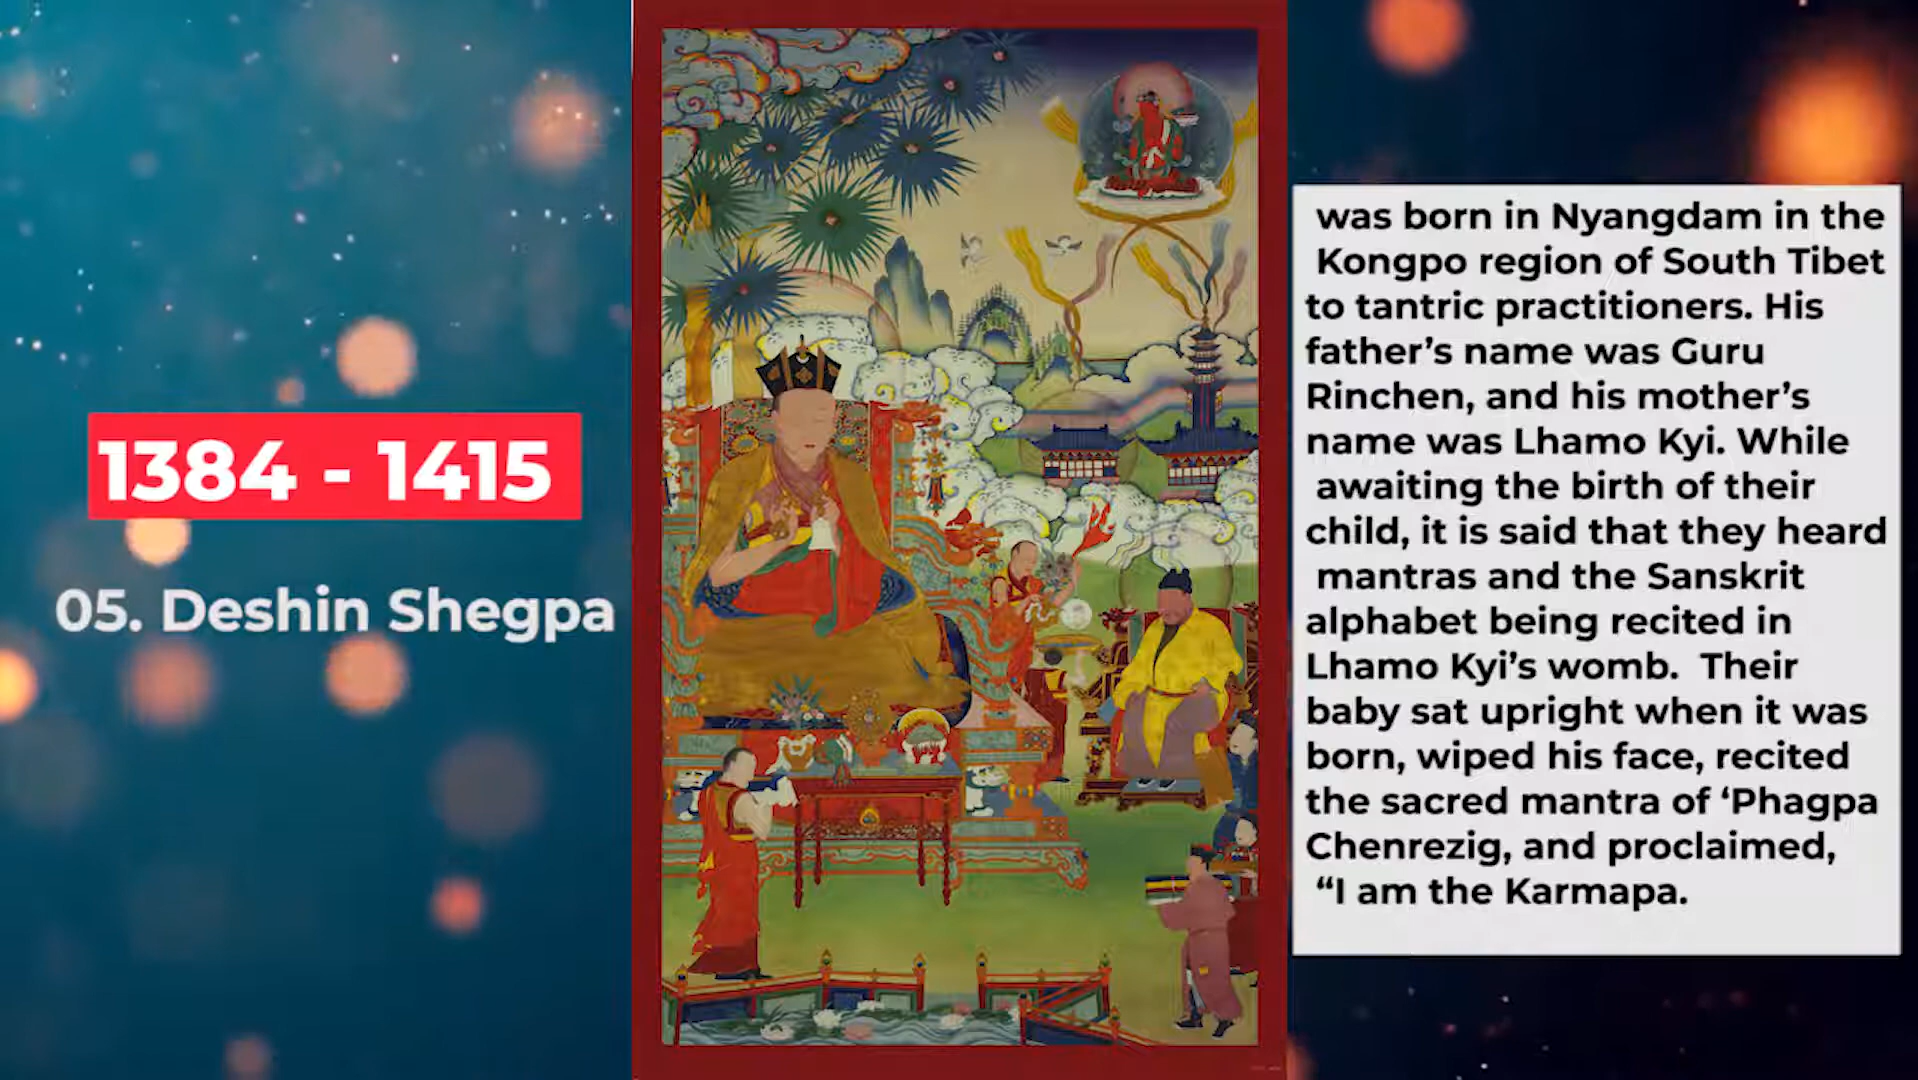 1384 - 1415
05. Deshin Shegpa
was born in Nyangdam in the
Kongpo region of South Tibet
to tantric practitioners. His
father’s name was Guru
Rinchen, and his mother’s
name was Lhamo Kyi. While
awaiting the birth of their
child, it is said that they heard
mantras and the Sanskrit
alphabet being recited in
Lhamo Kyi’s womb.  Their
baby sat upright when it was
born, wiped his face, recited
the sacred mantra of ‘Phagpa
Chenrezig, and proclaimed,
“I am the Karmapa.